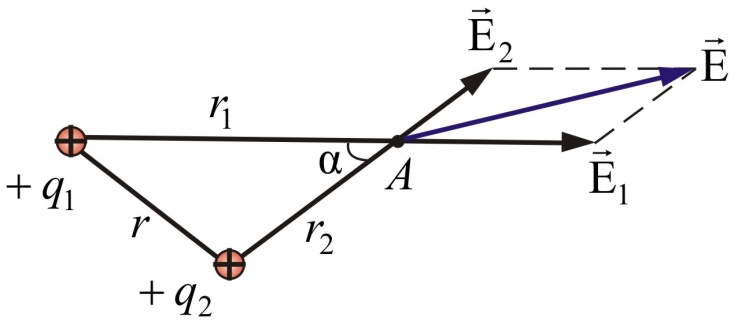 E⃗₂
E⃗
r₁
α
A
E⃗₁
+ q₁
r
r₂
+ q₂